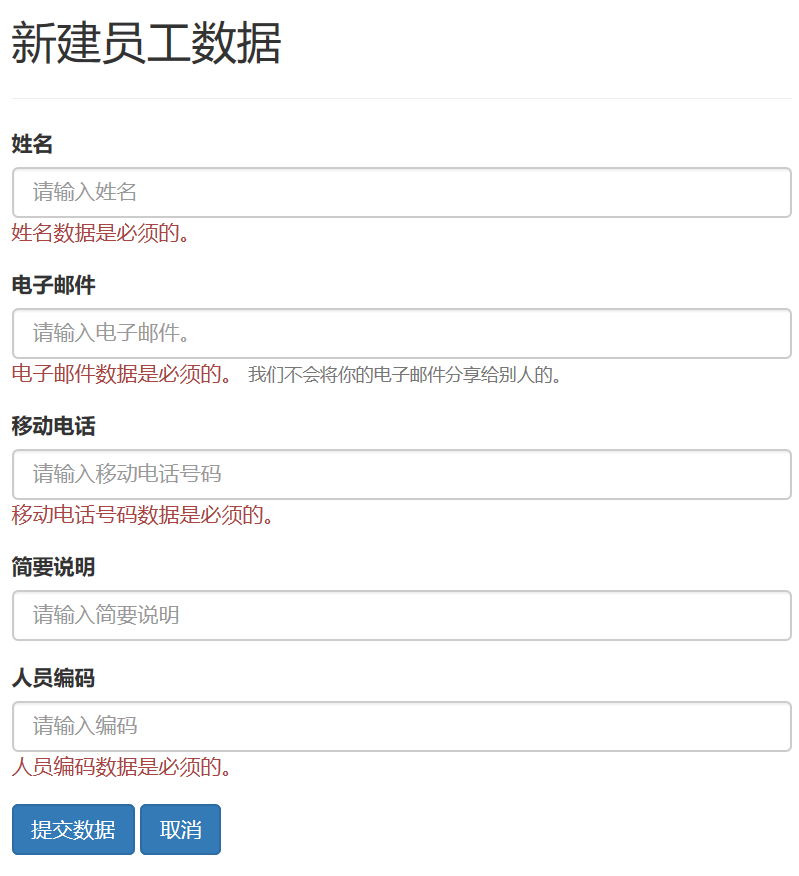 新建员工数据
姓名
请输入姓名
姓名数据是必须的。
电子邮件
请输入电子邮件。
电子邮件数据是必须的。 我们不会将你的电子邮件分享给别人的。
移动电话
请输入移动电话号码
移动电话号码数据是必须的。
简要说明
请输入简要说明
人员编码
请输入编码
人员编码数据是必须的。
提交数据 取消